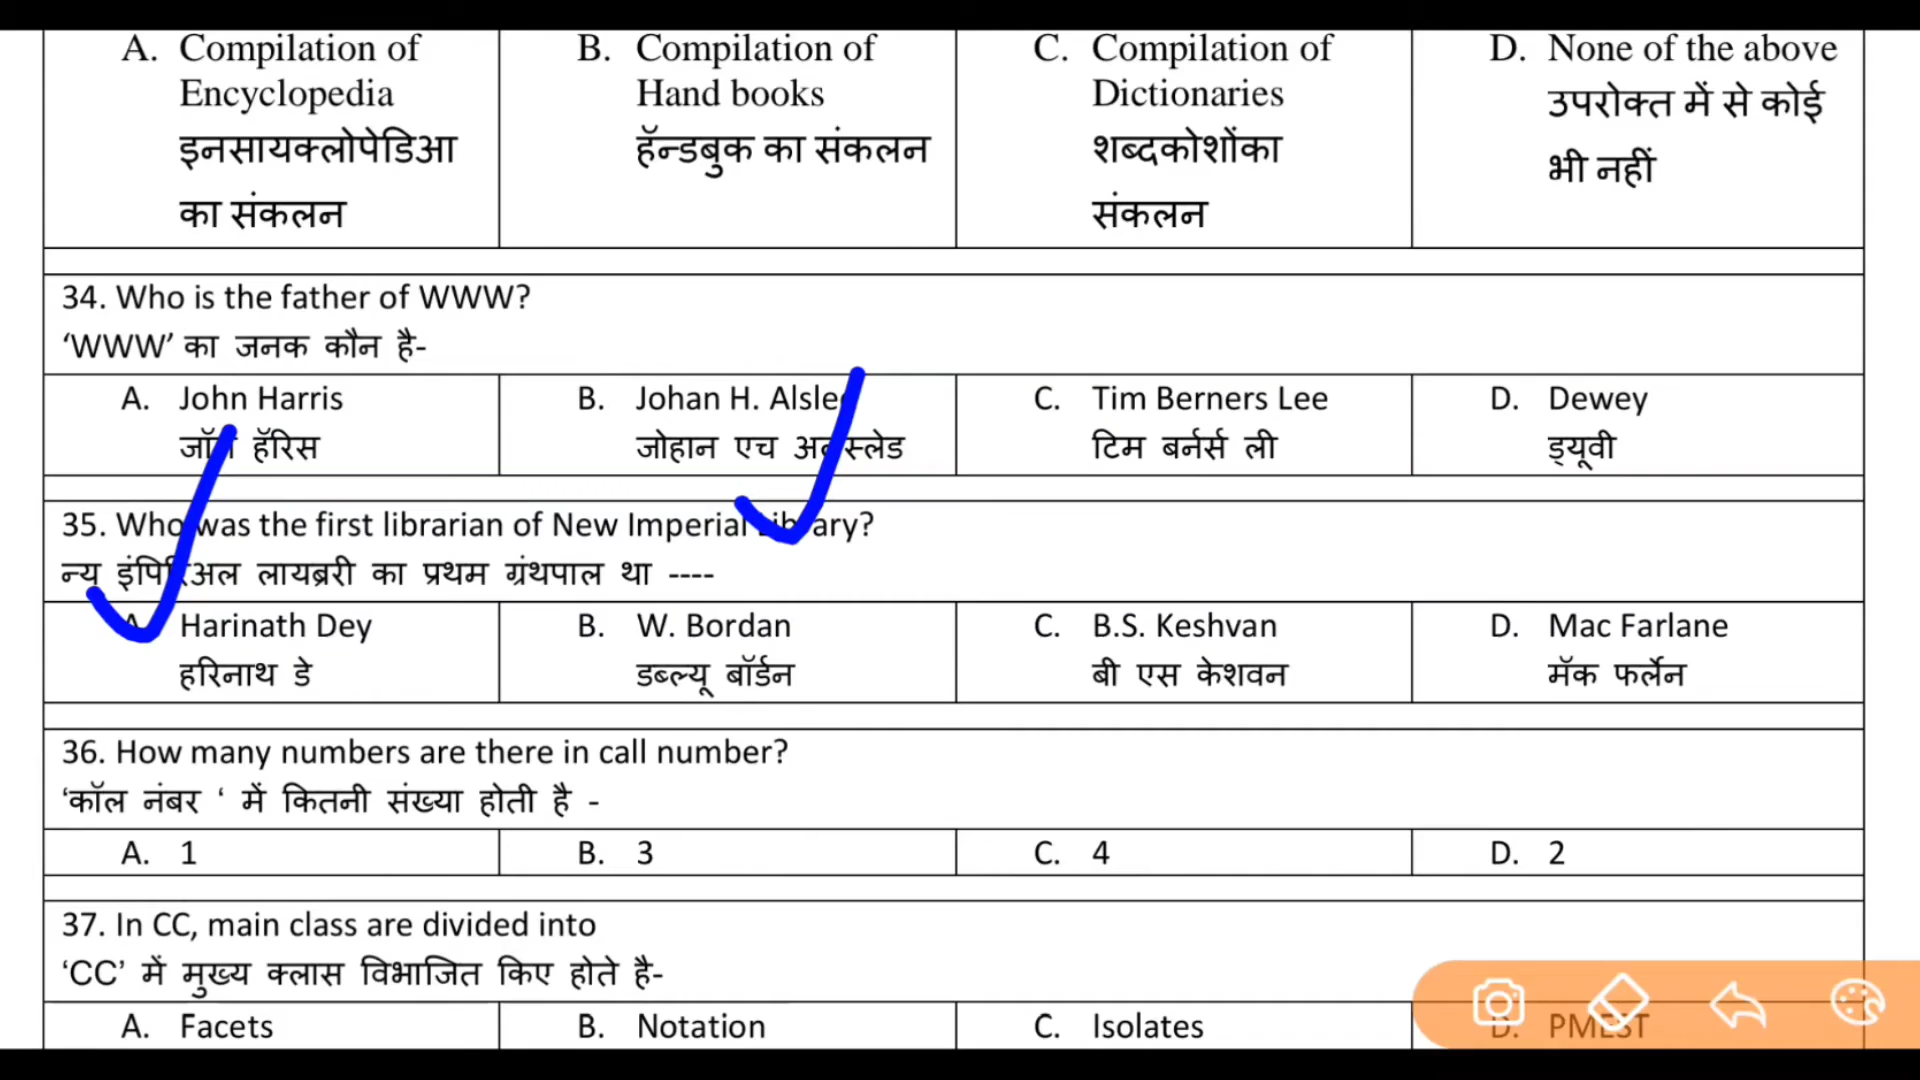 A. Compilation of Encyclopedia
इनसायक्लोपेडिआ का संकलन
B. Compilation of Hand books
हॅन्डबुक का संकलन
C. Compilation of Dictionaries
शब्दकोशोंका संकलन
D. None of the above
उपरोक्त में से कोई भी नहीं
34. Who is the father of WWW?
‘WWW’ का जनक कौन है-
A. John Harris
जॉन हॅरिस
B. Johan H. Alsle
जोहान एच
C. Tim Berners Lee
टिम बर्नर्स ली
D. Dewey
ड्यूवी
35. Who was the first librarian of New Imperial Library?
न्य इंपिरिअल लायब्ररी का प्रथम ग्रंथपाल था ----
A. Harinath Dey
हरिनाथ डे
B. W. Bordan
डब्ल्यू बॉर्डन
C. B.S. Keshvan
बी एस केशवन
D. Mac Farlane
मॅक फर्लेन
36. How many numbers are there in call number?
‘कॉल नंबर ‘ में कितनी संख्या होती है -
A. 1
B. 3
C. 4
D. 2
37. In CC, main class are divided into
‘CC’ में मुख्य क्लास विभाजित किए होते है-
A. Facets
B. Notation
C. Isolates
D. PMEST